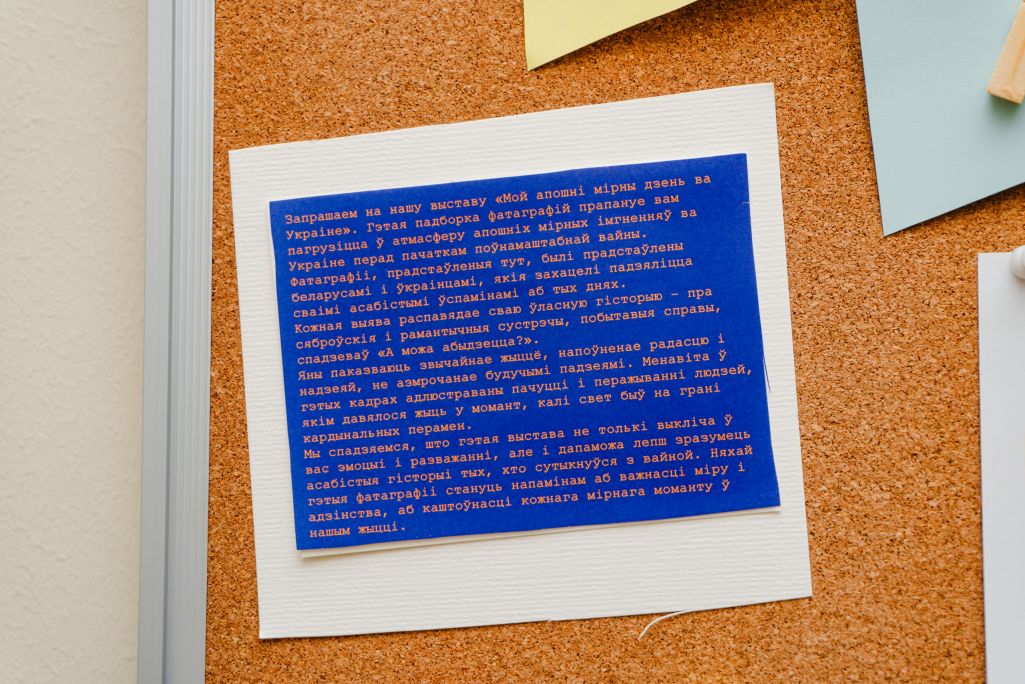 Запрашаем на нашу выставу «Мой апошні мірны дзень ва
Украіне». Гэтая падборка фатаграфій прапануе вам
пагрузіцца ў атмасферу апошніх мірных імгненняў ва
Украіне перад пачаткам поўнамаштабнай вайны.
Фатаграфіі, прадстаўленыя тут, былі прадстаўлены
беларусамі і ўкраінцамі, якія захацелі падзяліцца
сваімі асабістымі ўспамінамі аб тых днях.
Кожная выява распавядае сваю ўласную гісторыю – пра
сяброўскія і рамантычныя сустрэчы, побытавыя справы,
спадзеваў «А можа абыдзецца?».
Яны паказваюць звычайнае жыццё, напоўненае радасцю і
надзеяй, не азмрочанае будучымі падзеямі. Менавіта ў
гэтых кадрах адлюстраваны пачуцці і перажыванні людзей,
якім давялося жыць у момант, калі свет быў на грані
кардынальных перамен.
Мы спадзяемся, што гэтая выстава не толькі выкліча ў
вас эмоцыі і разважанні, але і дапаможа лепш зразумець
асабістыя гісторыі тых, хто сутыкнуўся з вайной. Няхай
гэтыя фатаграфіі стануць напамінам аб важнасці міру і
адзінства, аб каштоўнасці кожнага мірнага моманту ў
нашым жыцці.